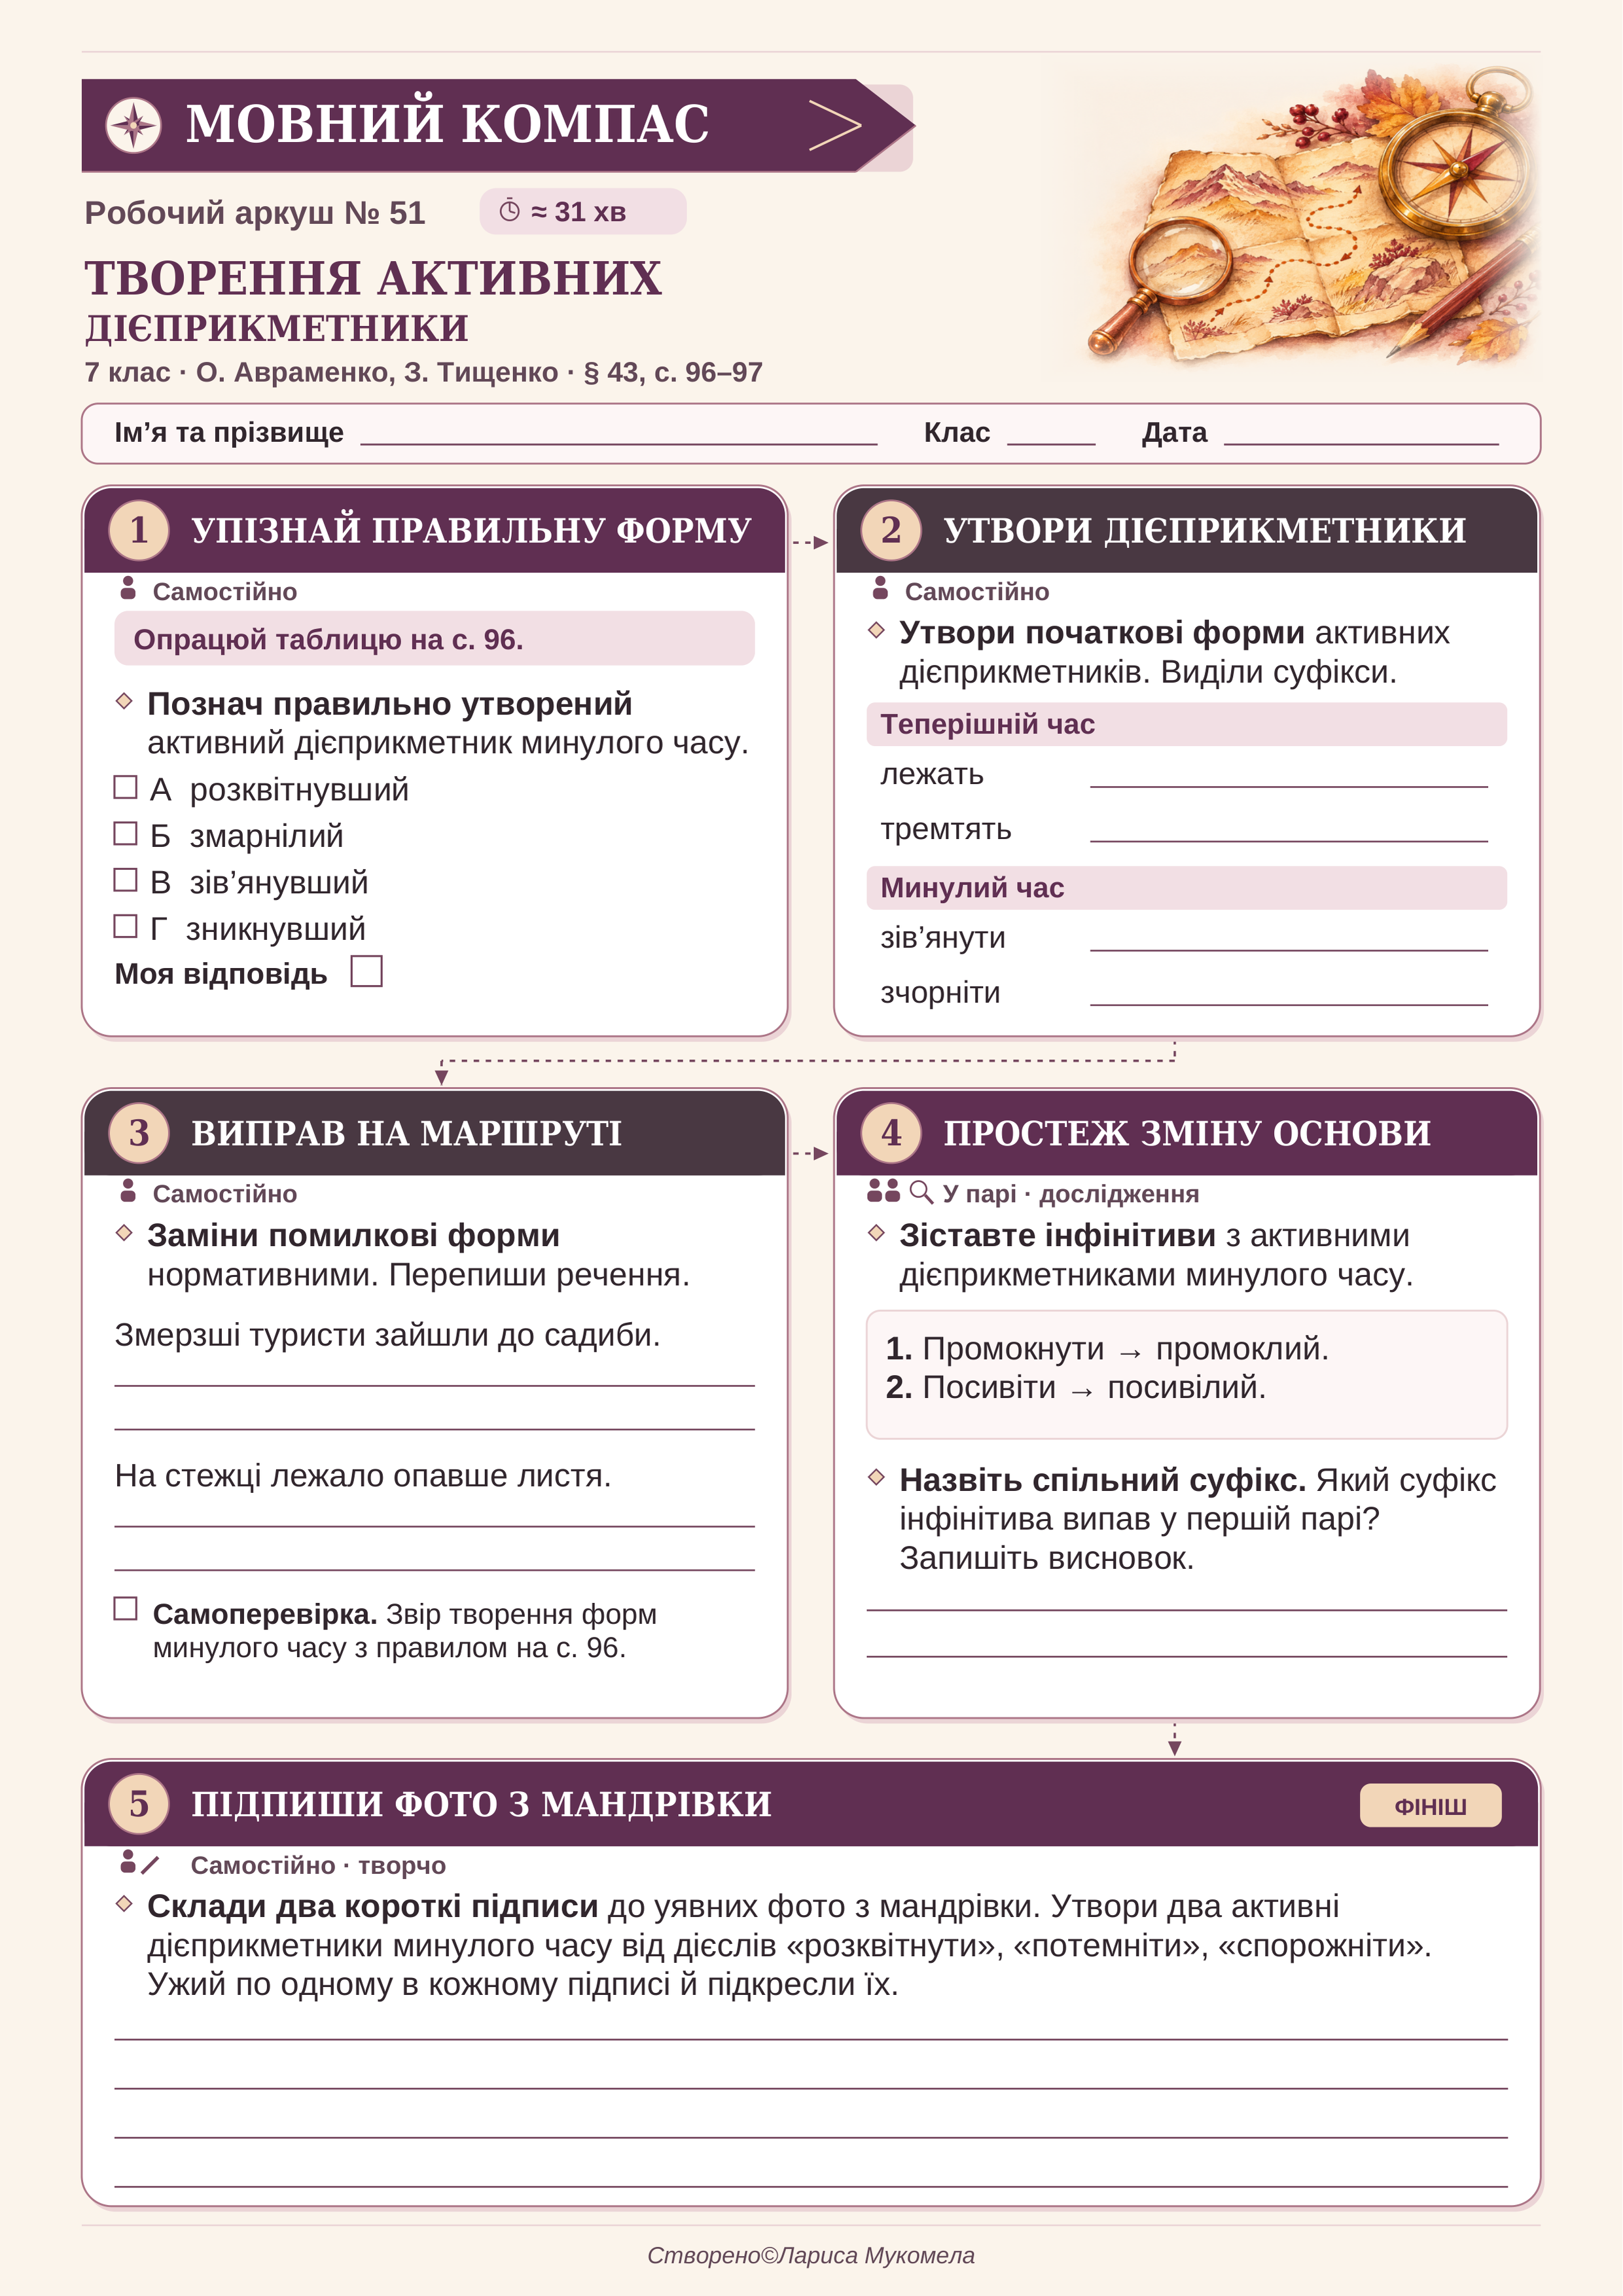 МОВНИЙ КОМПАС
Робочий аркуш № 51
≈ 31 хв
ТВОРЕННЯ АКТИВНИХ
ДІЄПРИКМЕТНИКИ
7 клас · О. Авраменко, З. Тищенко · § 43, с. 96–97
Ім’я та прізвище Клас Дата
1 УПІЗНАЙ ПРАВИЛЬНУ ФОРМУ
Самостійно
Опрацюй таблицю на с. 96.
Познач правильно утворений
активний дієприкметник минулого часу.
А розквітнувший
Б змарнілий
В зів’янувший
Г зникнувший
Моя відповідь
2 УТВОРИ ДІЄПРИКМЕТНИКИ
Самостійно
Утвори початкові форми активних
дієприкметників. Виділи суфікси.
Теперішній час
лежать
тремтять
Минулий час
зів’янути
зчорніти
3 ВИПРАВ НА МАРШРУТІ
Самостійно
Заміни помилкові форми
нормативними. Перепиши речення.
Змерзші туристи зайшли до садиби.
На стежці лежало опавше листя.
Самоперевірка. Звір творення форм
минулого часу з правилом на с. 96.
4 ПРОСТЕЖ ЗМІНУ ОСНОВИ
У парі · дослідження
Зіставте інфінітиви з активними
дієприкметниками минулого часу.
1. Промокнути → промоклий.
2. Посивіти → посивілий.
Назвіть спільний суфікс. Який суфікс
інфінітива випав у першій парі?
Запишіть висновок.
5 ПІДПИШИ ФОТО З МАНДРІВКИ
ФІНІШ
Самостійно · творчо
Склади два короткі підписи до уявних фото з мандрівки. Утвори два активні
дієприкметники минулого часу від дієслів «розквітнути», «потемніти», «спорожніти».
Ужий по одному в кожному підписі й підкресли їх.
Створено©Лариса Мукомела